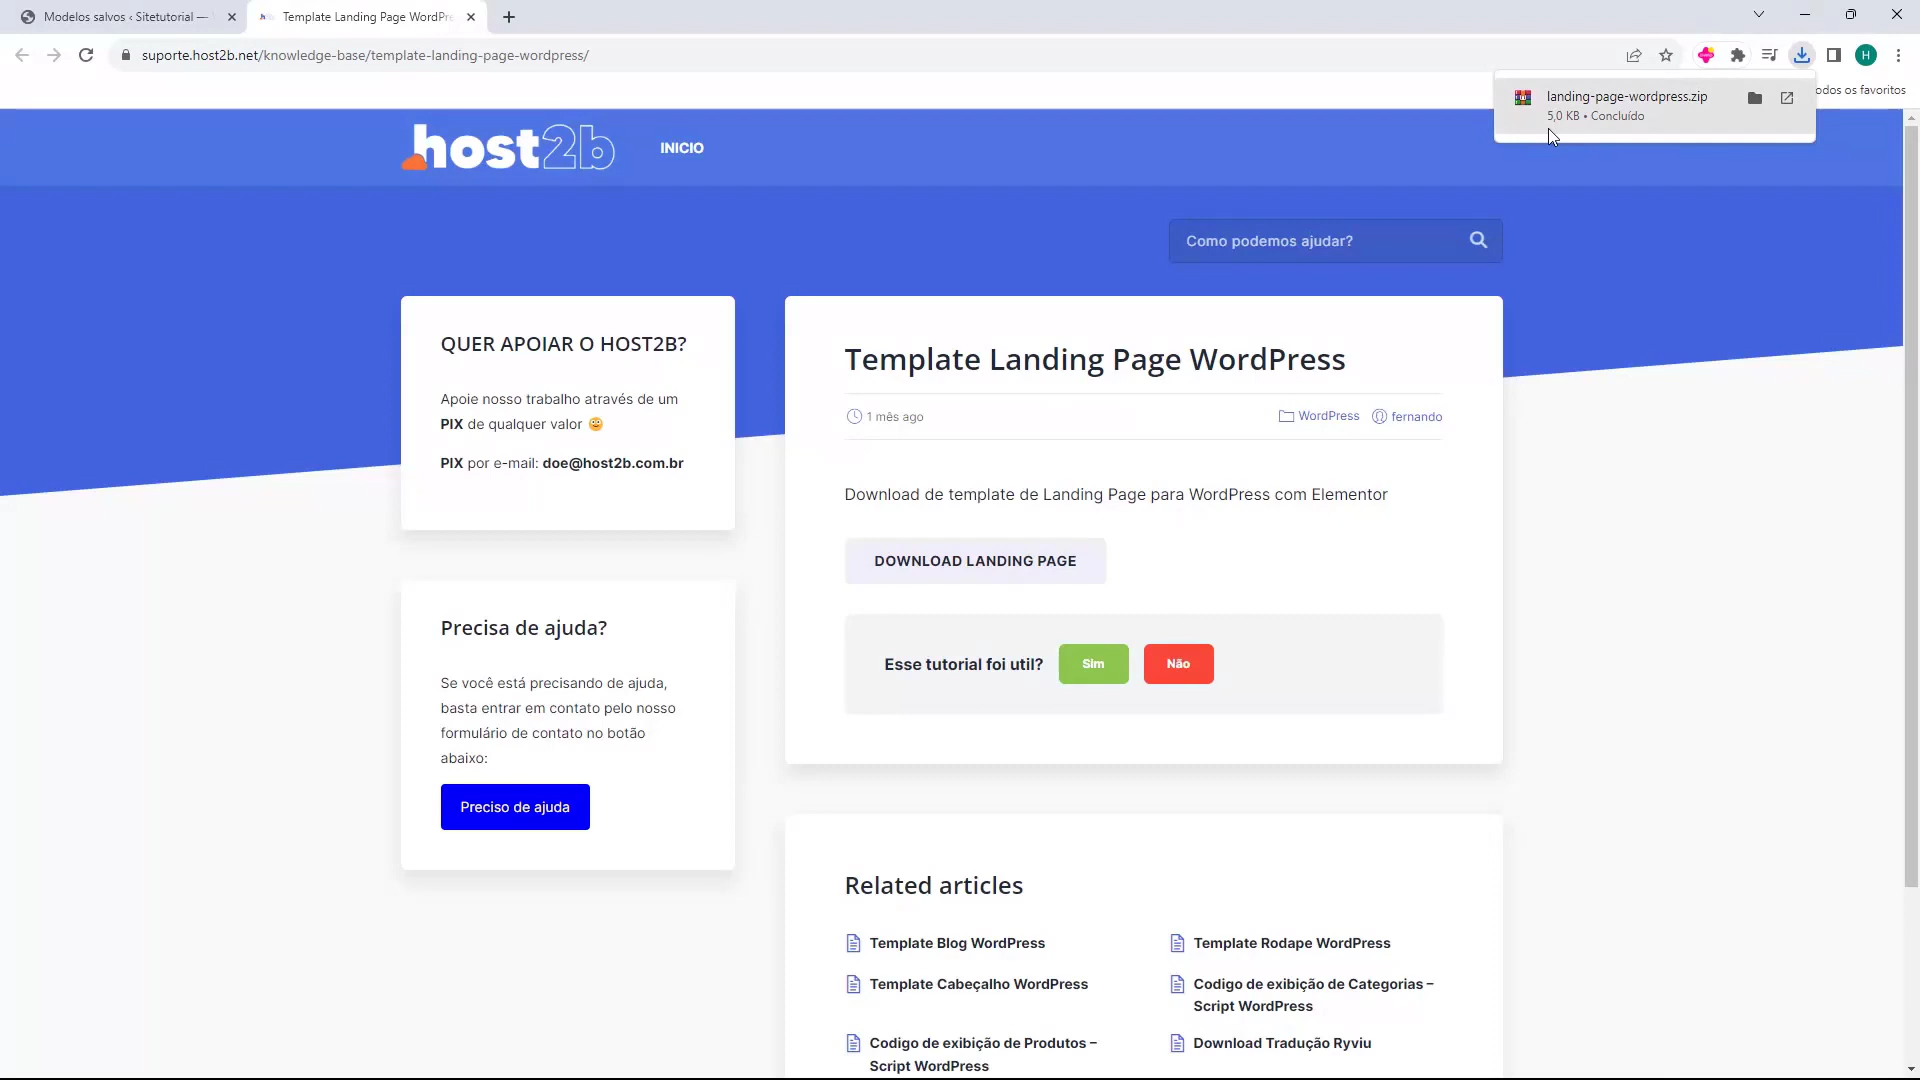 Modelos salvos ‹ Sitetutorial —
Template Landing Page WordPre
suporte.host2b.net/knowledge-base/template-landing-page-wordpress/
H
odos os favoritos
landing-page-wordpress.zip
5,0 KB • Concluído
host2b
INICIO
Como podemos ajudar?
QUER APOIAR O HOST2B?
Apoie nosso trabalho através de um
PIX de qualquer valor 🙂
PIX por e-mail: doe@host2b.com.br
Precisa de ajuda?
Se você está precisando de ajuda,
basta entrar em contato pelo nosso
formulário de contato no botão
abaixo:
Preciso de ajuda
Template Landing Page WordPress
1 mês ago
WordPress
fernando
Download de template de Landing Page para WordPress com Elementor
DOWNLOAD LANDING PAGE
Esse tutorial foi util?
Sim
Não
Related articles
Template Blog WordPress
Template Rodape WordPress
Template Cabeçalho WordPress
Codigo de exibição de Categorias –
Script WordPress
Codigo de exibição de Produtos –
Script WordPress
Download Tradução Ryviu